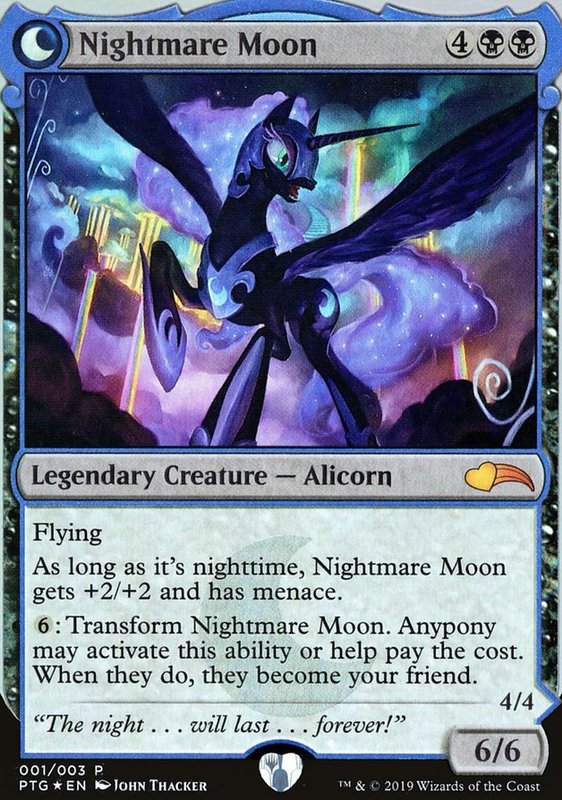 Nightmare Moon 4
Legendary Creature — Alicorn
Flying
As long as it's nighttime, Nightmare Moon
gets +2/+2 and has menace.
6: Transform Nightmare Moon. Anypony
may activate this ability or help pay the cost.
When they do, they become your friend.
4/4
"The night . . . will last . . . forever!"
6/6
001/003 P
PTG ★ EN JOHN THACKER
™ & © 2019 Wizards of the Coast